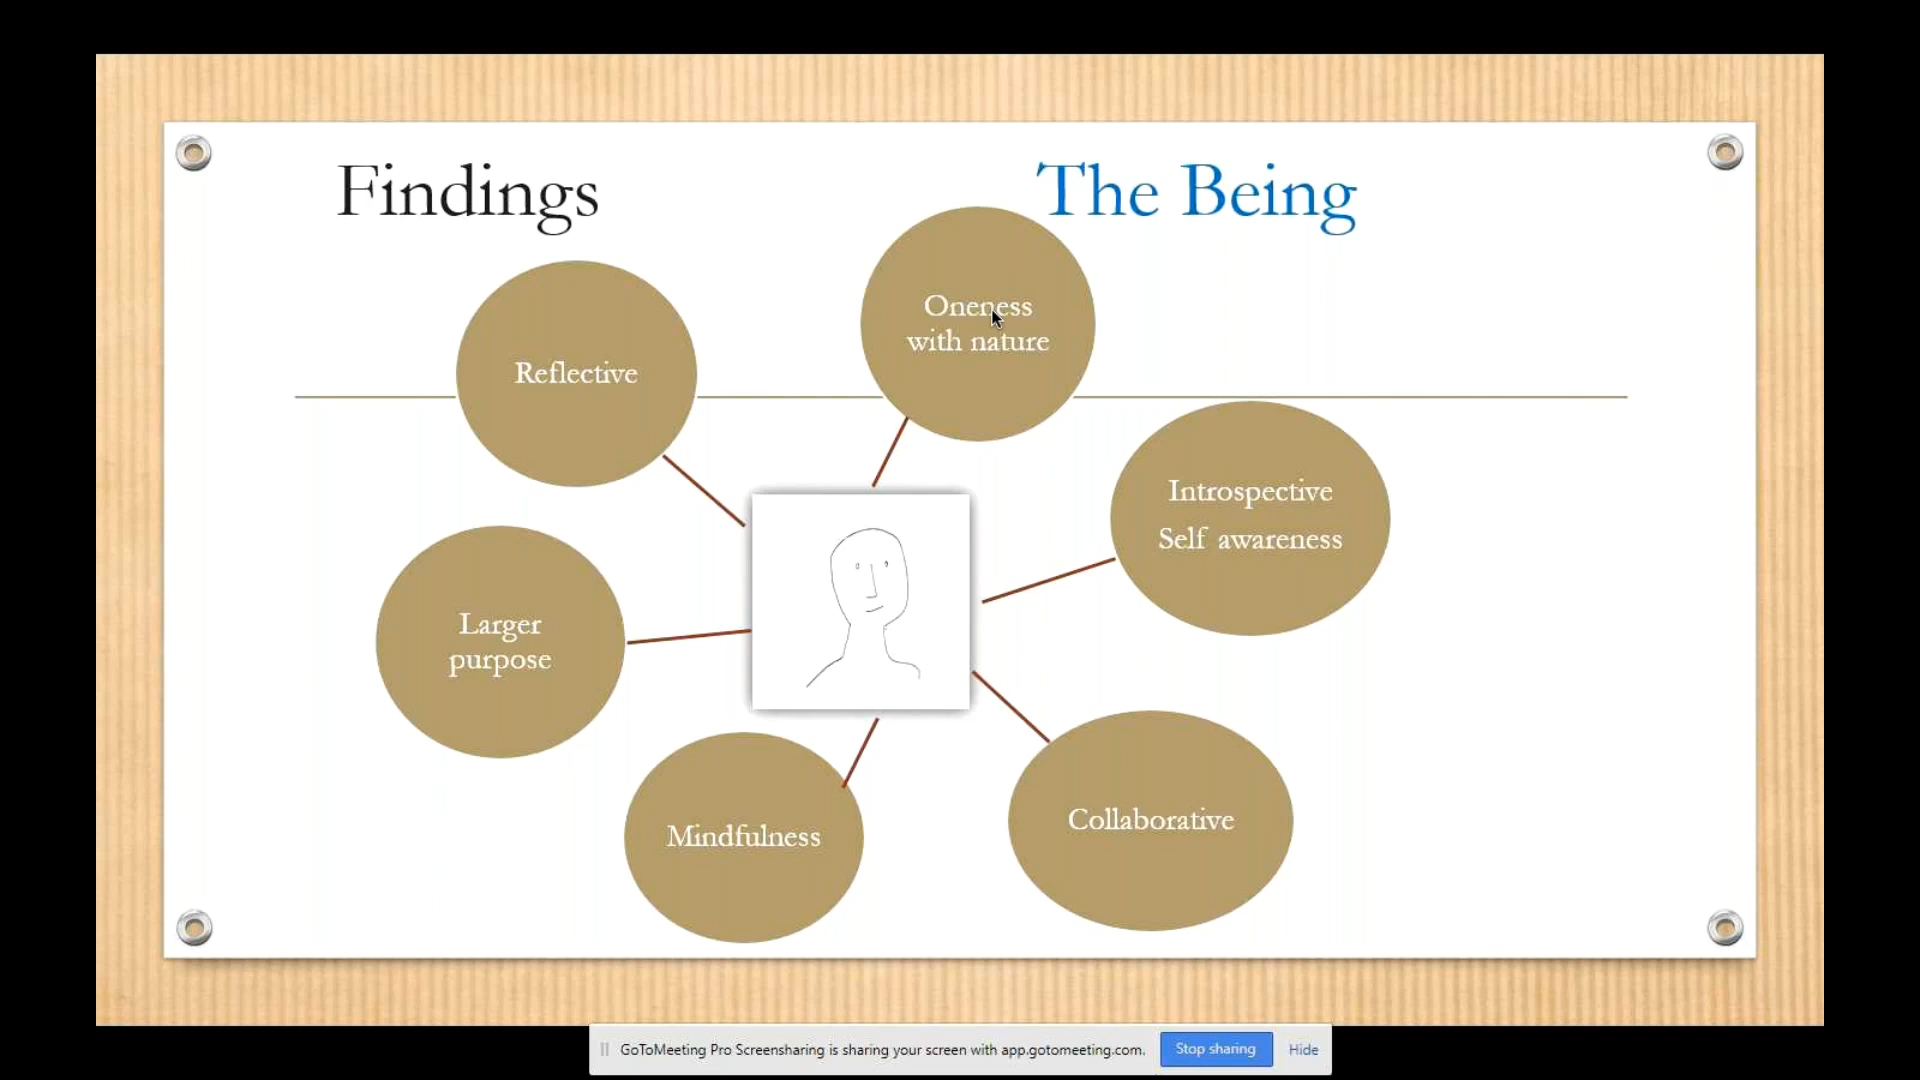 Findings
The Being
Oneness
with nature
Reflective
Introspective
Self awareness
Larger
purpose
Collaborative
Mindfulness
GoToMeeting Pro Screensharing is sharing your screen with app.gotomeeting.com.
Stop sharing
Hide